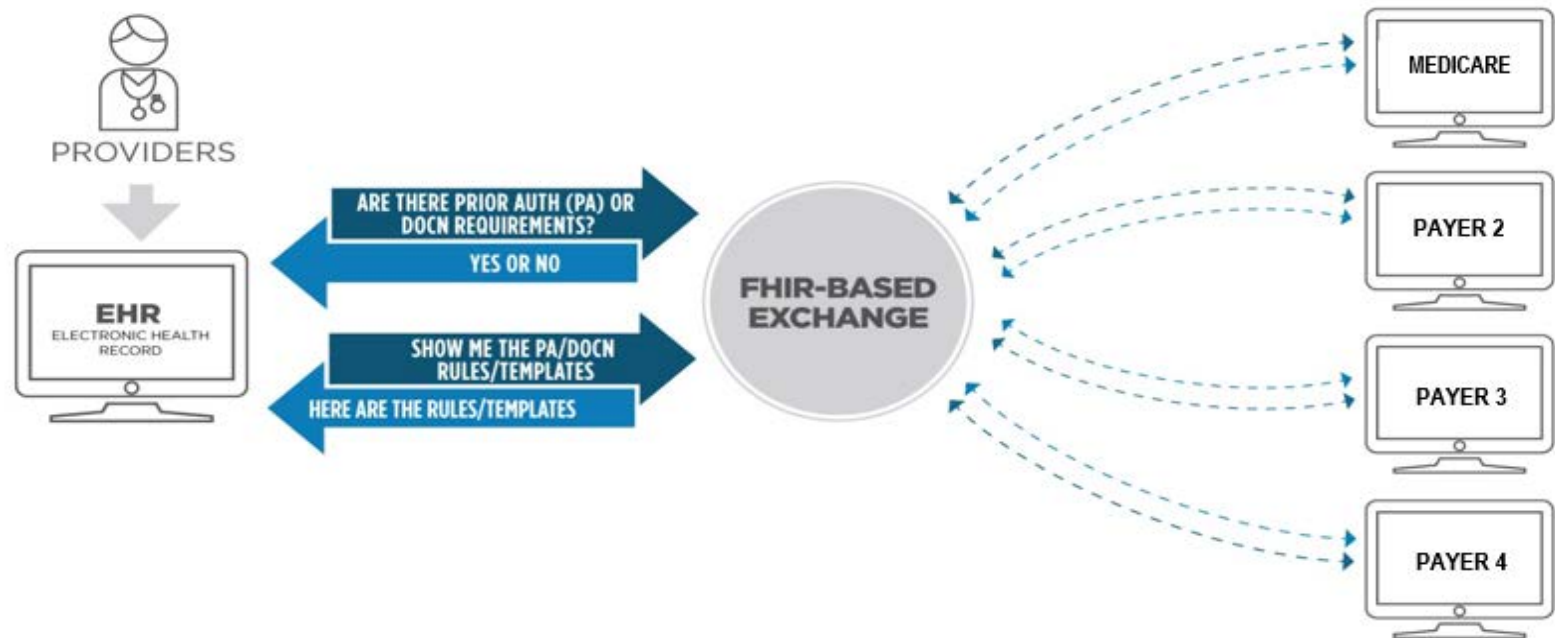 PROVIDERS
EHR
ELECTRONIC HEALTH
RECORD
ARE THERE PRIOR AUTH (PA) OR
DOCN REQUIREMENTS?
YES OR NO
SHOW ME THE PA/DOCN
RULES/TEMPLATES
HERE ARE THE RULES/TEMPLATES
FHIR-BASED
EXCHANGE
MEDICARE
PAYER 2
PAYER 3
PAYER 4